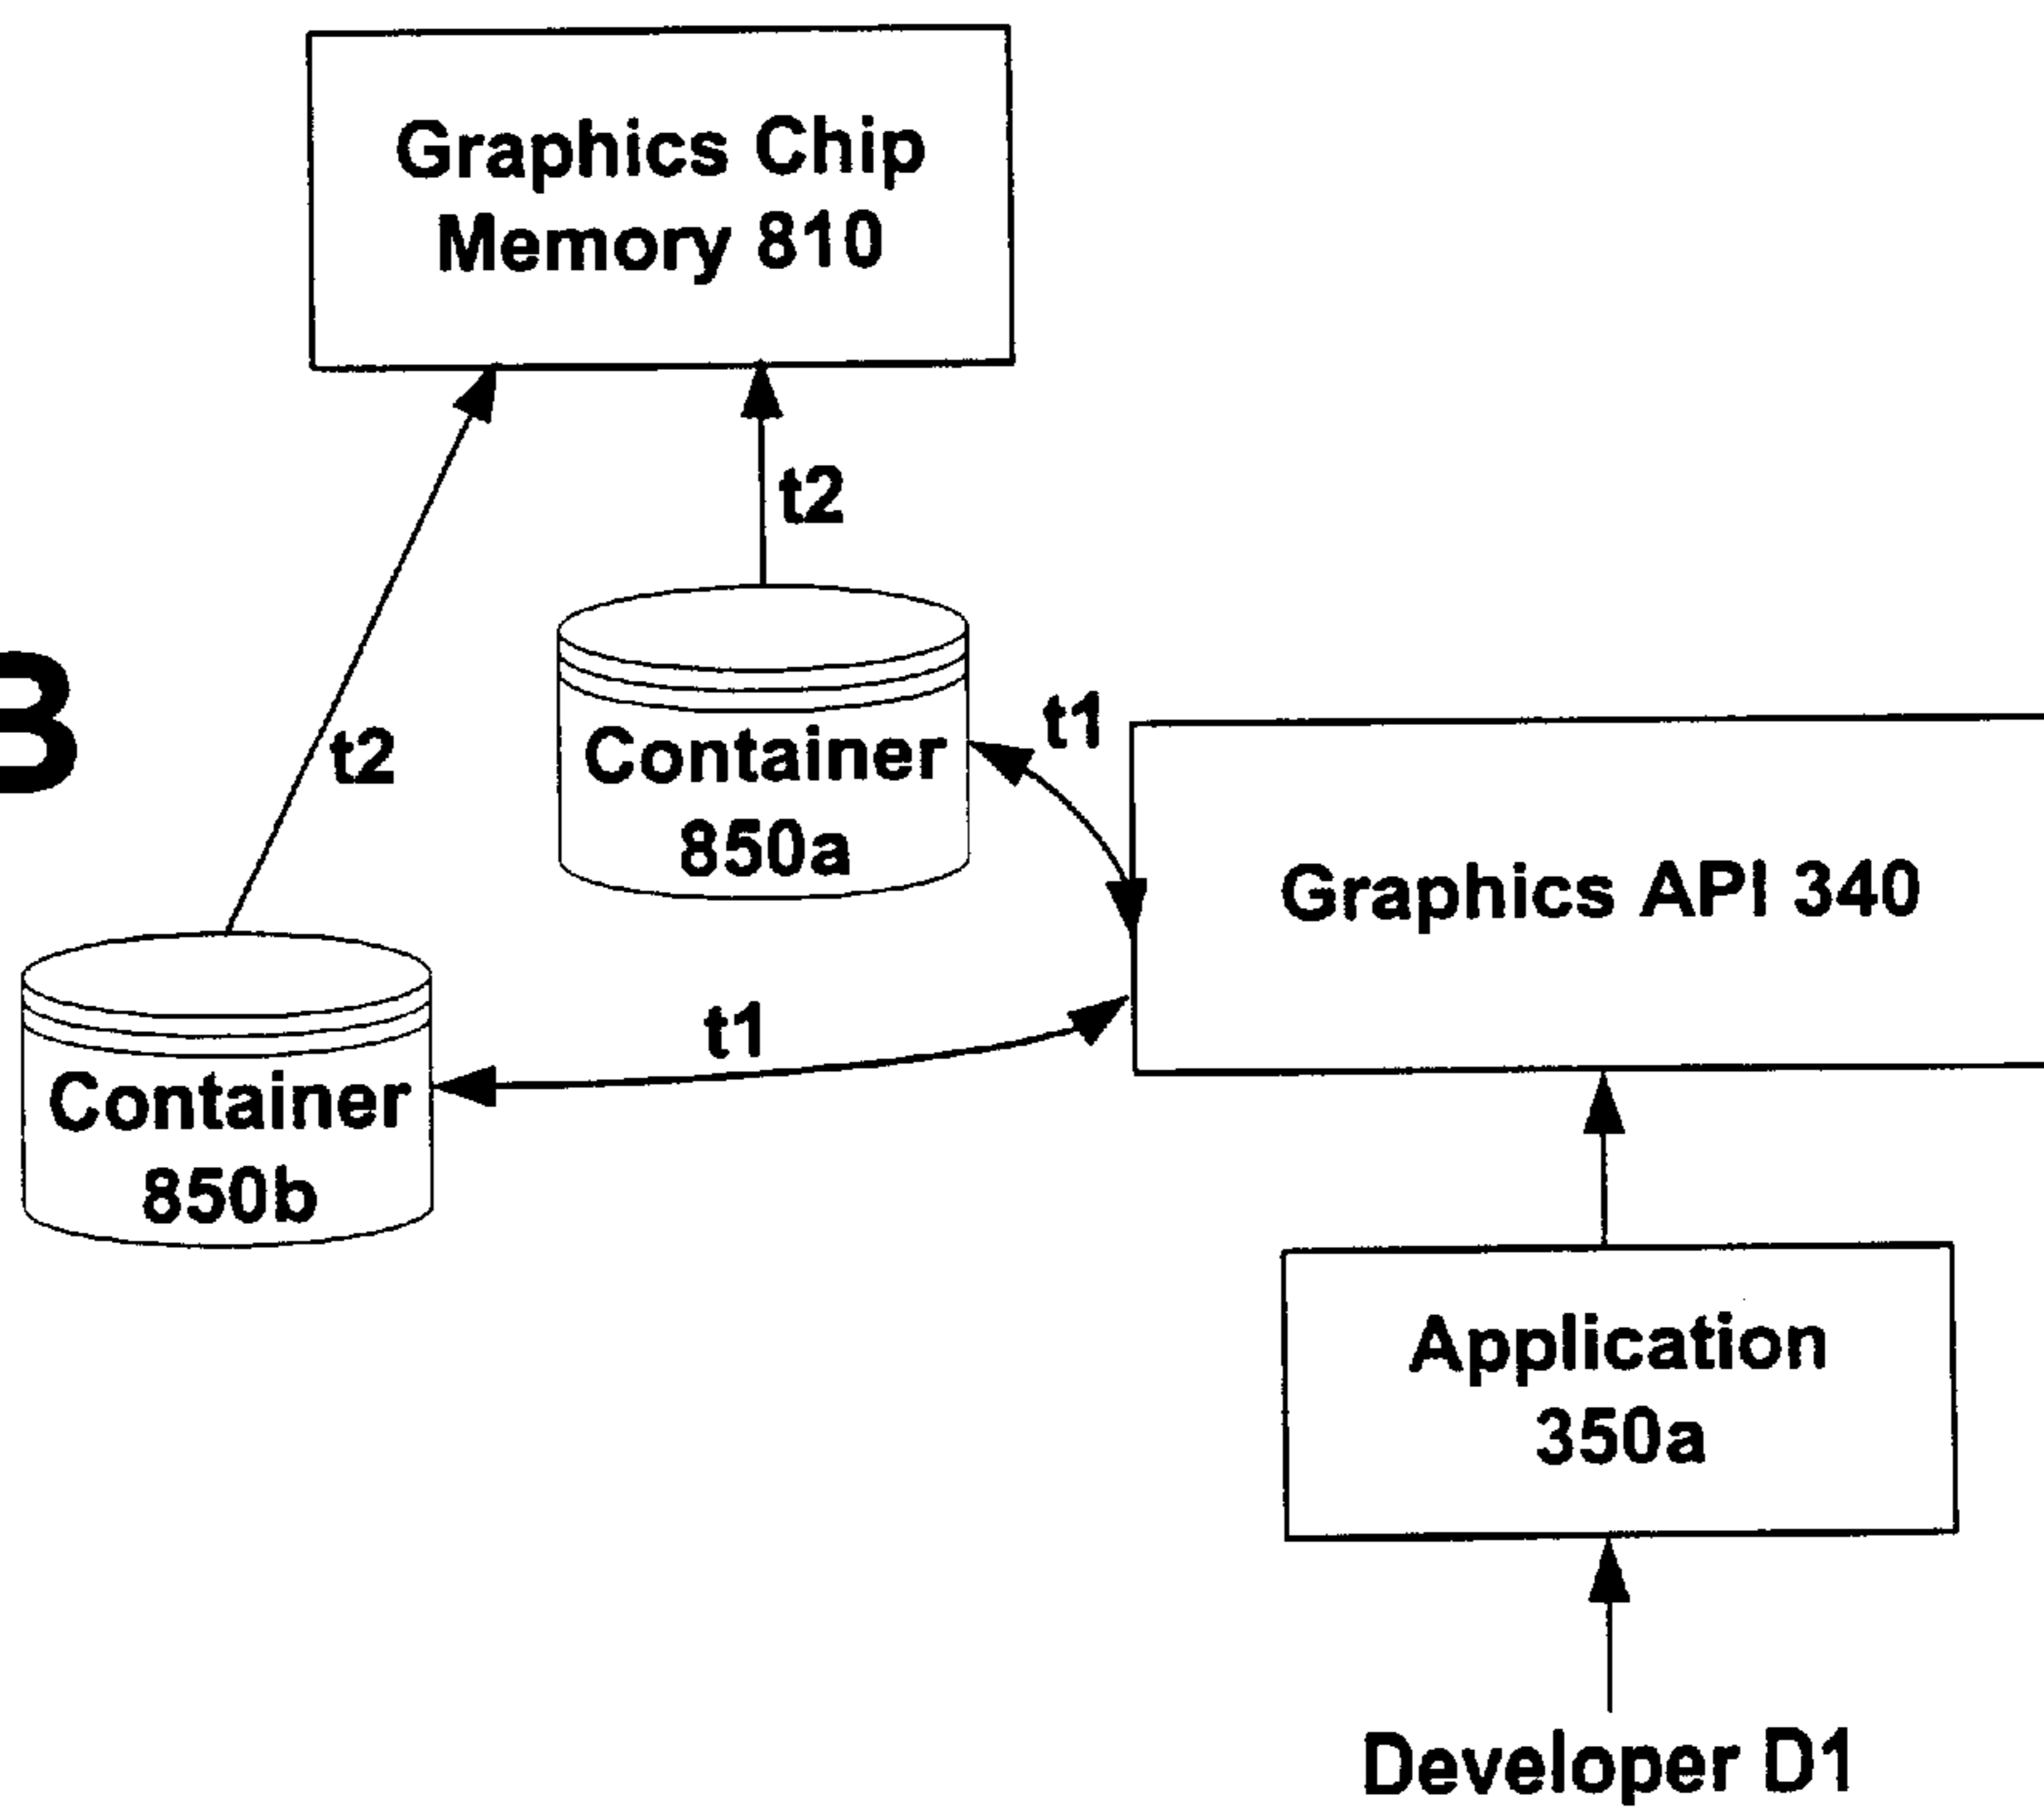 Graphics Chip
Memory 810
t2
t2
B
Container
850a
t1
Graphics API 340
t1
Container
850b
Application
350a
Developer D1